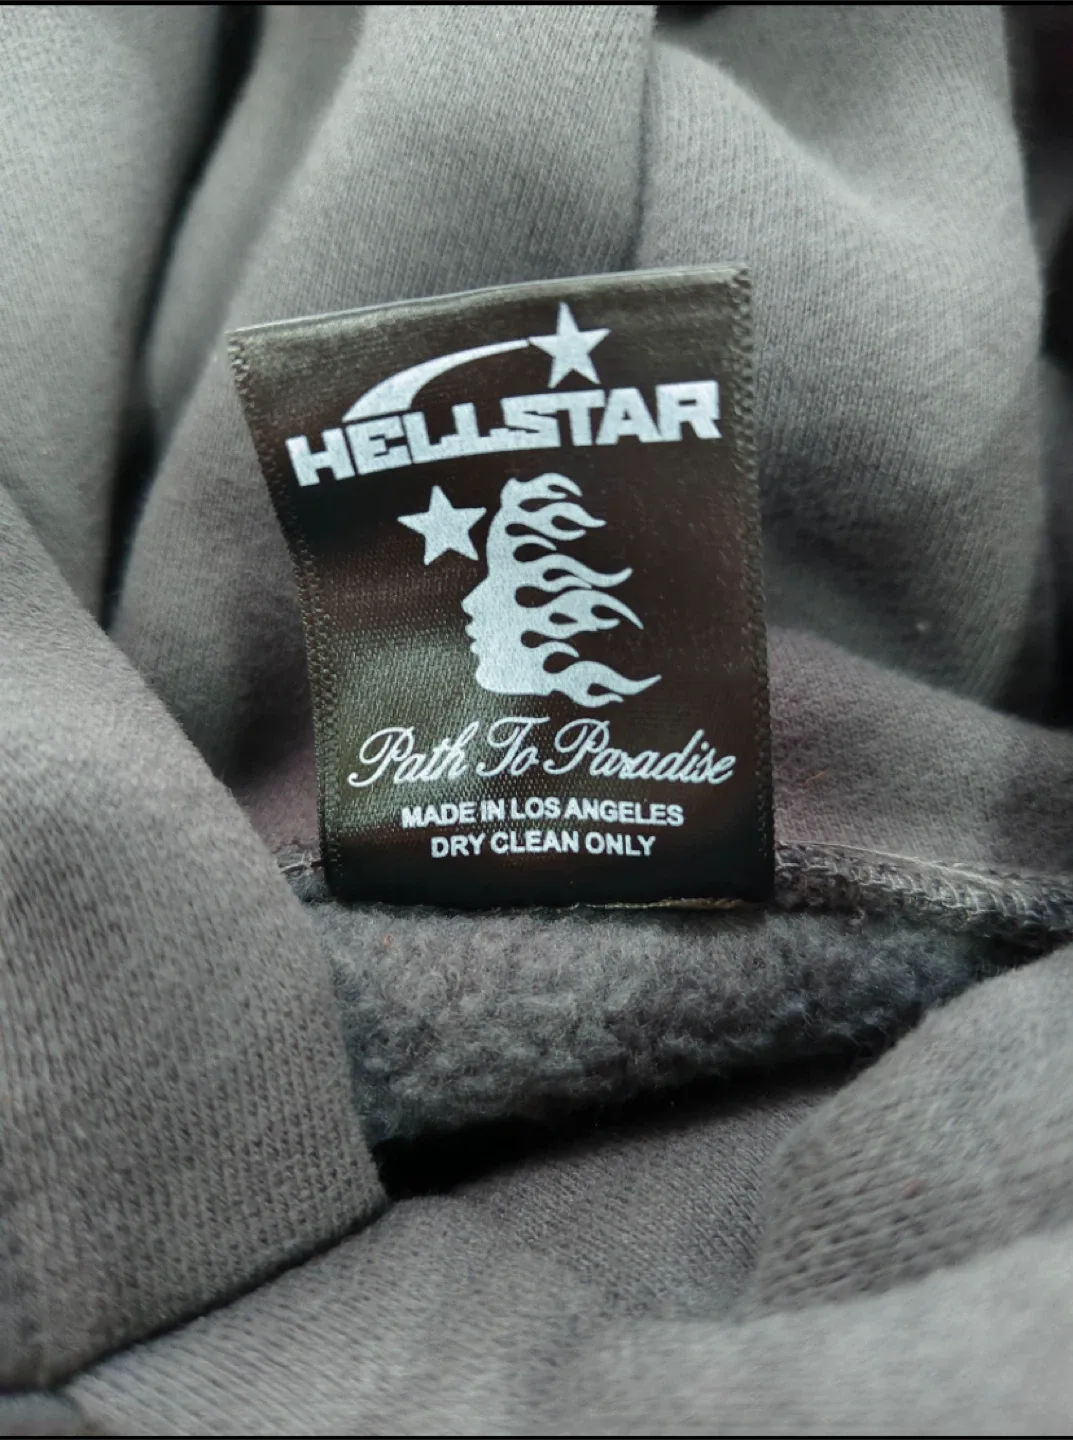 HELLSTAR
Path To Paradise
MADE IN LOS ANGELES
DRY CLEAN ONLY